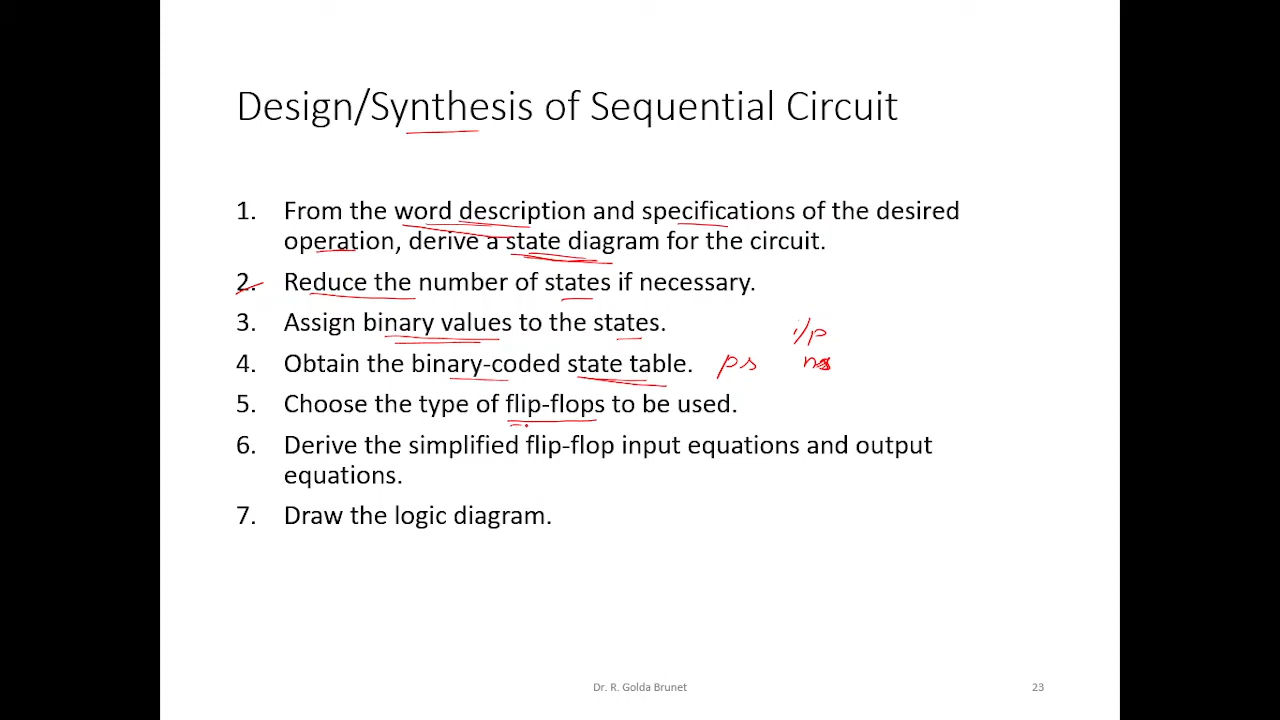 Design/Synthesis of Sequential Circuit
1. From the word description and specifications of the desired
operation, derive a state diagram for the circuit.
2. Reduce the number of states if necessary.
3. Assign binary values to the states.
i/p
4. Obtain the binary-coded state table. ps ns
5. Choose the type of flip-flops to be used.
6. Derive the simplified flip-flop input equations and output
equations.
7. Draw the logic diagram.
Dr. R. Golda Brunet 23